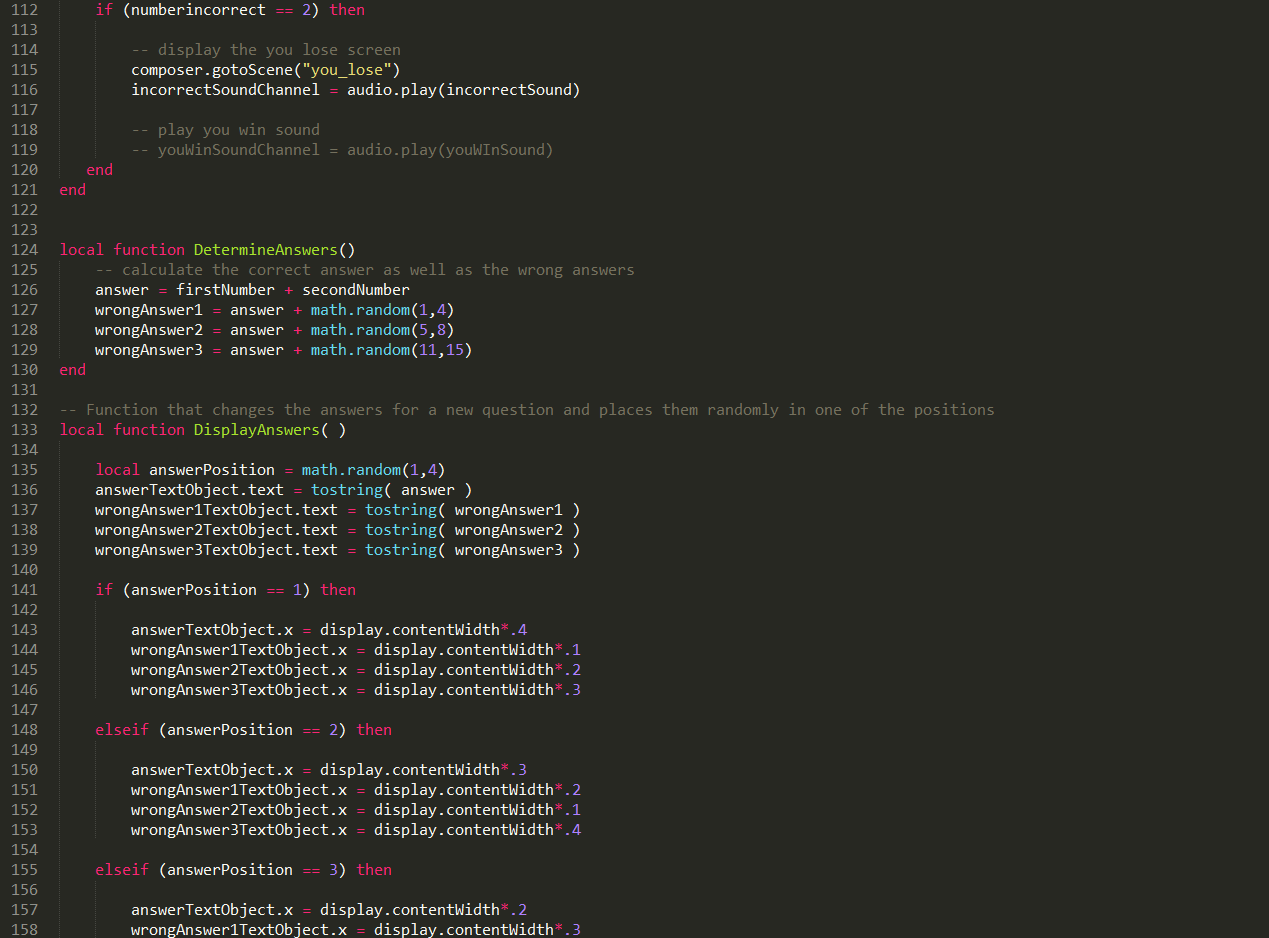 112 if (numberincorrect == 2) then
113
114 -- display the you lose screen
115 composer.gotoScene("you_lose")
116 incorrectSoundChannel = audio.play(incorrectSound)
117
118 -- play you win sound
119 -- youWinSoundChannel = audio.play(youWInSound)
120 end
121 end
122
123
124 local function DetermineAnswers()
125 -- calculate the correct answer as well as the wrong answers
126 answer = firstNumber + secondNumber
127 wrongAnswer1 = answer + math.random(1,4)
128 wrongAnswer2 = answer + math.random(5,8)
129 wrongAnswer3 = answer + math.random(11,15)
130 end
131
132 -- Function that changes the answers for a new question and places them randomly in one of the positions
133 local function DisplayAnswers( )
134
135 local answerPosition = math.random(1,4)
136 answerTextObject.text = tostring( answer )
137 wrongAnswer1TextObject.text = tostring( wrongAnswer1 )
138 wrongAnswer2TextObject.text = tostring( wrongAnswer2 )
139 wrongAnswer3TextObject.text = tostring( wrongAnswer3 )
140
141 if (answerPosition == 1) then
142
143 answerTextObject.x = display.contentWidth*.4
144 wrongAnswer1TextObject.x = display.contentWidth*.1
145 wrongAnswer2TextObject.x = display.contentWidth*.2
146 wrongAnswer3TextObject.x = display.contentWidth*.3
147
148 elseif (answerPosition == 2) then
149
150 answerTextObject.x = display.contentWidth*.3
151 wrongAnswer1TextObject.x = display.contentWidth*.2
152 wrongAnswer2TextObject.x = display.contentWidth*.1
153 wrongAnswer3TextObject.x = display.contentWidth*.4
154
155 elseif (answerPosition == 3) then
156
157 answerTextObject.x = display.contentWidth*.2
158 wrongAnswer1TextObject.x = display.contentWidth*.3